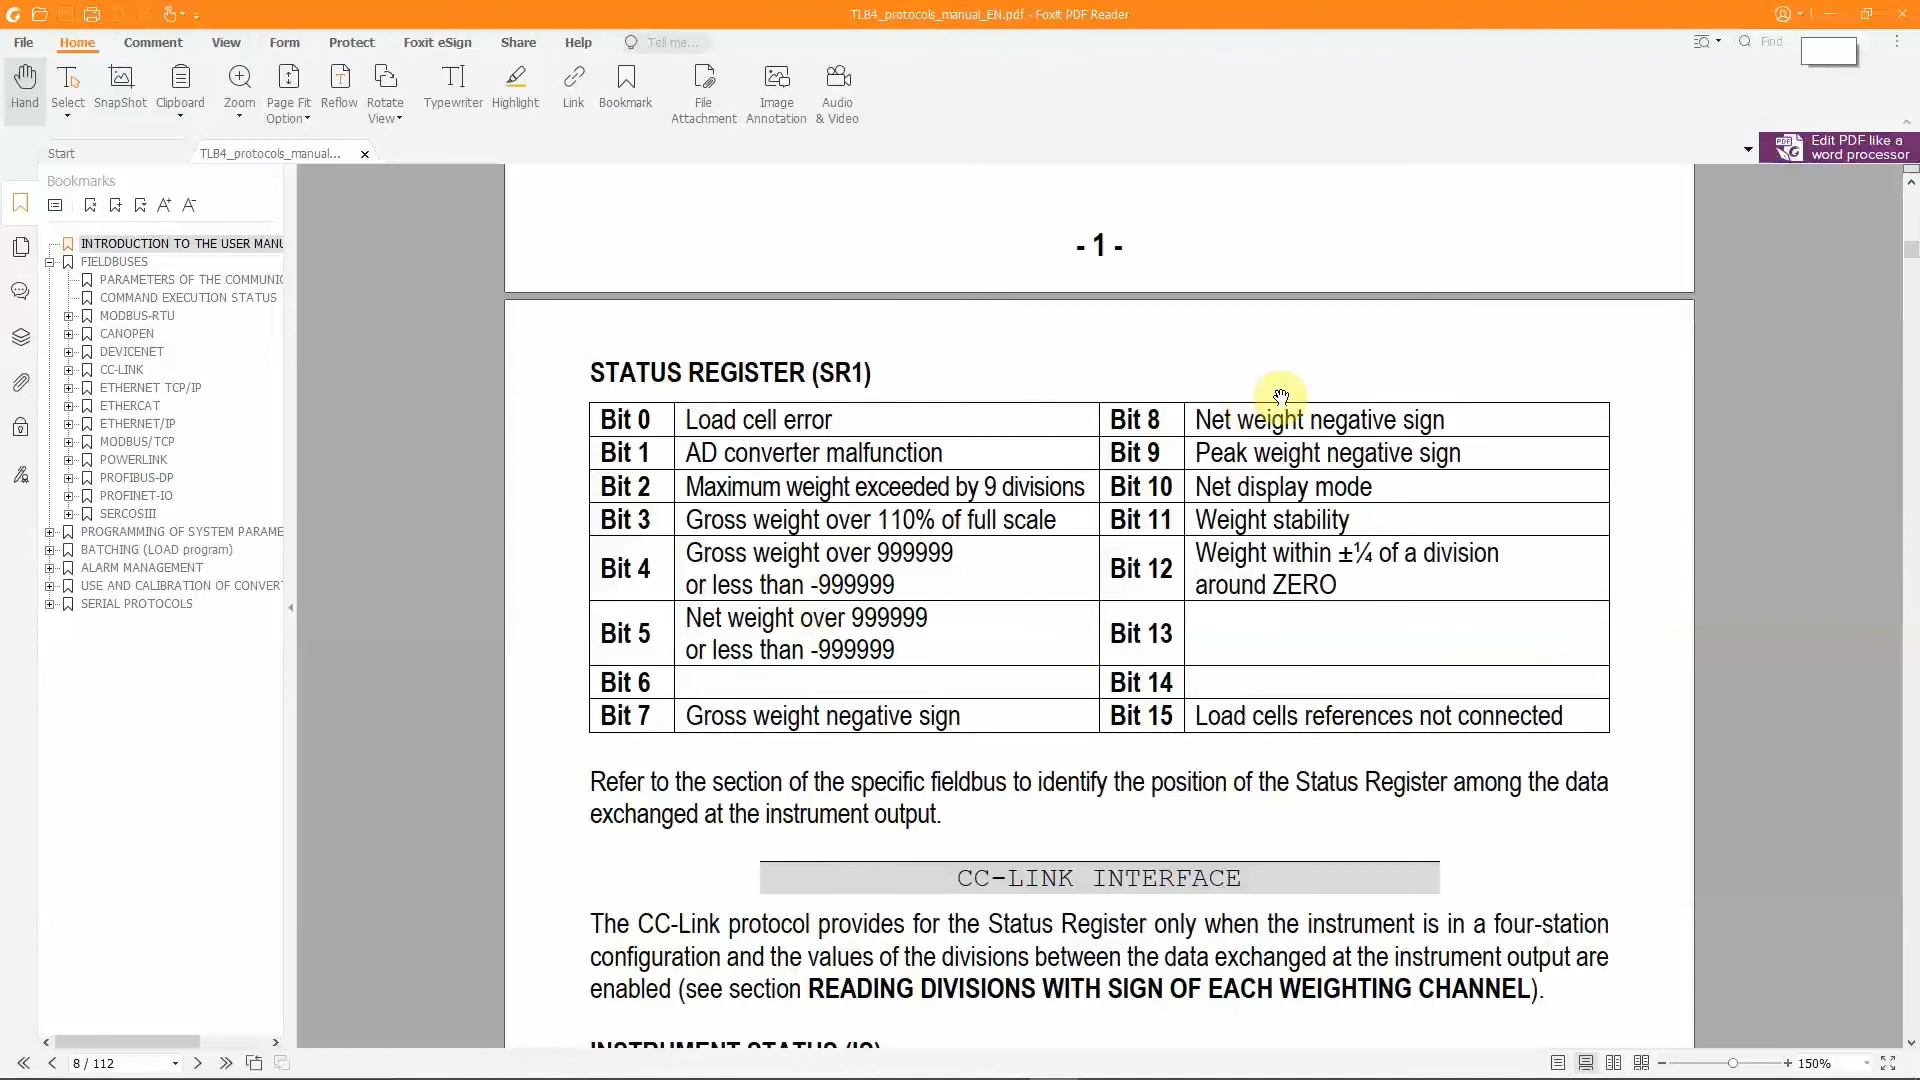 TLB4_protocols_manual_EN.pdf - Foxit PDF Reader
File Home Comment View Form Protect Foxit eSign Share Help Tell me... Find
Hand Select SnapShot Clipboard Zoom Page Fit Option Reflow Rotate View Typewriter Highlight Link Bookmark File Attachment Image Annotation Audio & Video
Start TLB4_protocols_manual...
Edit PDF like a
word processor
Bookmarks
INTRODUCTION TO THE USER MANU
FIELDBUSES
PARAMETERS OF THE COMMUNIC
COMMAND EXECUTION STATUS
MODBUS-RTU
CANOPEN
DEVICENET
CC-LINK
ETHERNET TCP/IP
ETHERCAT
ETHERNET/IP
MODBUS/TCP
POWERLINK
PROFIBUS-DP
PROFINET-IO
SERCOSIII
PROGRAMMING OF SYSTEM PARAME
BATCHING (LOAD program)
ALARM MANAGEMENT
USE AND CALIBRATION OF CONVER
SERIAL PROTOCOLS
- 1 -
STATUS REGISTER (SR1)
Bit 0 Load cell error Bit 8 Net weight negative sign
Bit 1 AD converter malfunction Bit 9 Peak weight negative sign
Bit 2 Maximum weight exceeded by 9 divisions Bit 10 Net display mode
Bit 3 Gross weight over 110% of full scale Bit 11 Weight stability
Bit 4 Gross weight over 999999
or less than -999999
Bit 12 Weight within ±¼ of a division
around ZERO
Bit 5 Net weight over 999999
or less than -999999
Bit 13
Bit 6 Bit 14
Bit 7 Gross weight negative sign Bit 15 Load cells references not connected
Refer to the section of the specific fieldbus to identify the position of the Status Register among the data
exchanged at the instrument output.
CC-LINK INTERFACE
The CC-Link protocol provides for the Status Register only when the instrument is in a four-station
configuration and the values of the divisions between the data exchanged at the instrument output are
enabled (see section READING DIVISIONS WITH SIGN OF EACH WEIGHTING CHANNEL).
INSTRUMENT STATUS (IS)
8 / 112
150%